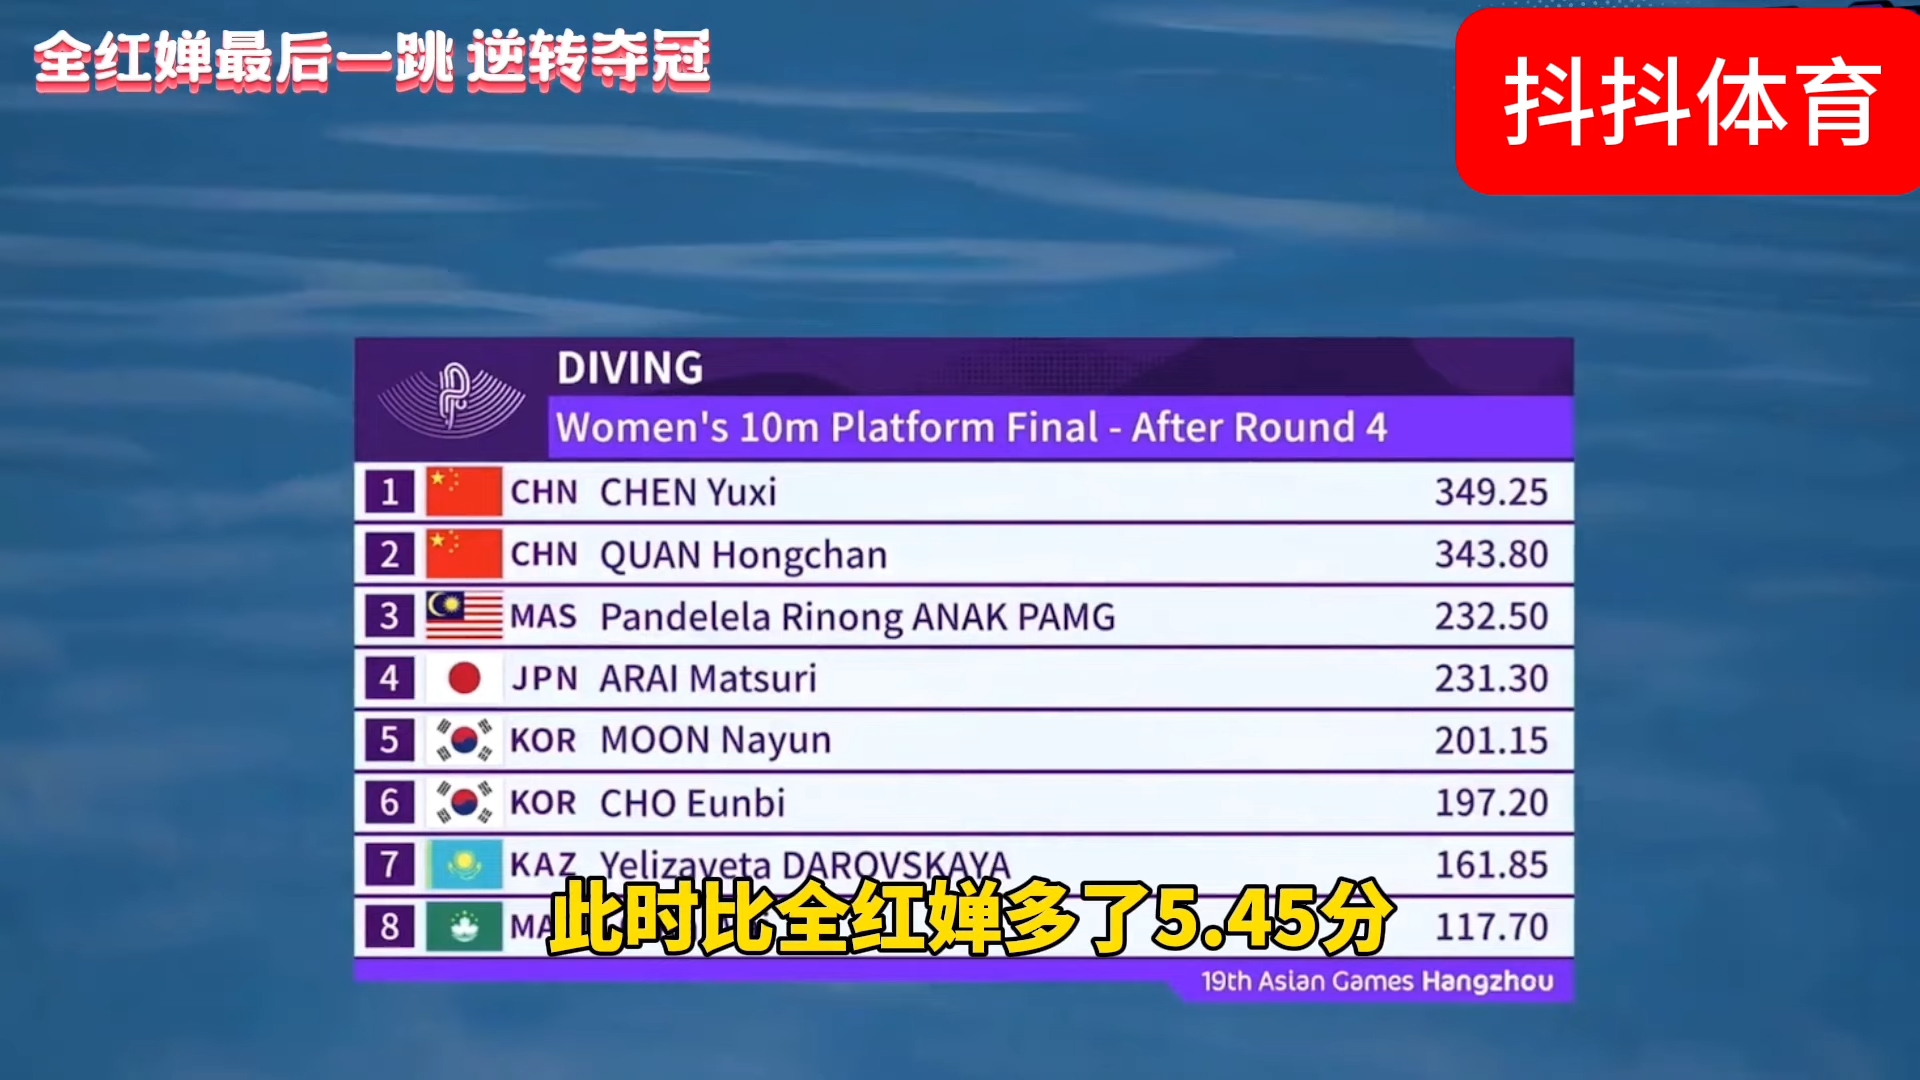 全红婵最后一跳 逆转夺冠
抖抖体育
DIVING
Women's 10m Platform Final - After Round 4
1 CHN CHEN Yuxi 349.25
2 CHN QUAN Hongchan 343.80
3 MAS Pandelela Rinong ANAK PAMG 232.50
4 JPN ARAI Matsuri 231.30
5 KOR MOON Nayun 201.15
6 KOR CHO Eunbi 197.20
7 KAZ Yelizaveta DAROVSKAYA 161.85
8 117.70
此时比全红婵多了5.45分
19th Asian Games Hangzhou